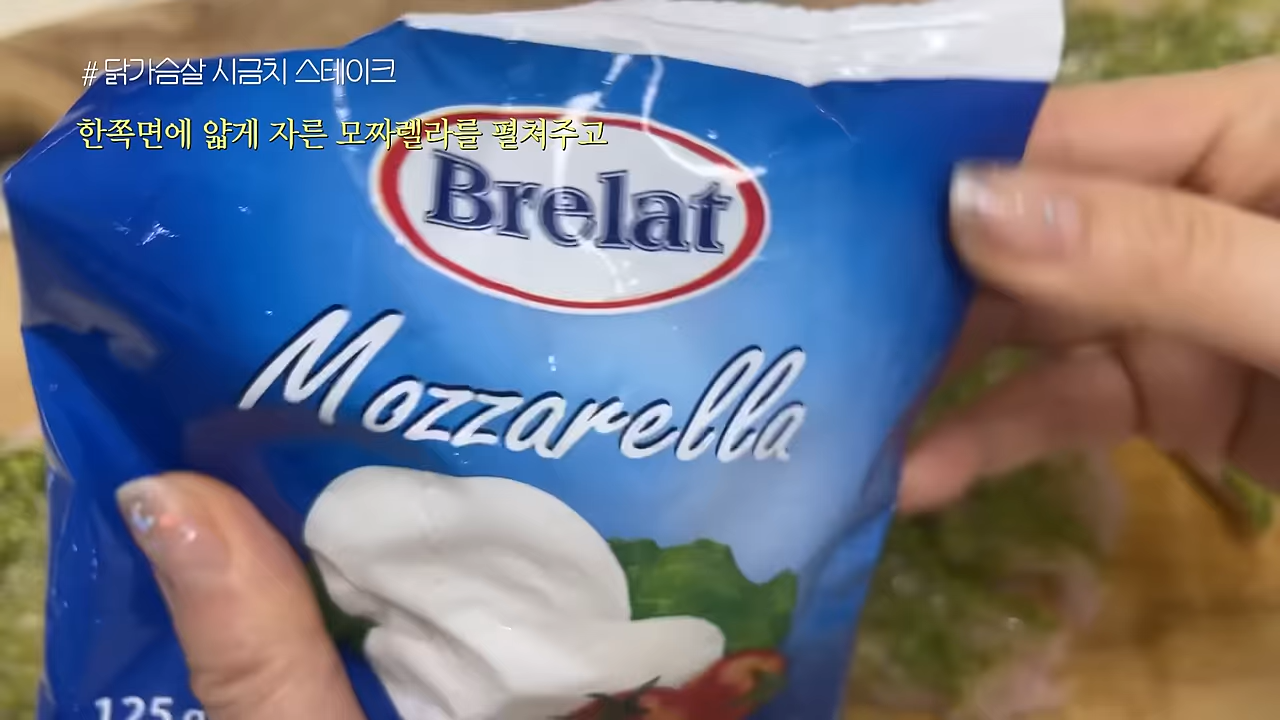 # 닭가슴살 시금치 스테이크
한쪽면에 얇게 자른 모짜렐라를 펼쳐주고
Brelat
Mozzarella
125g